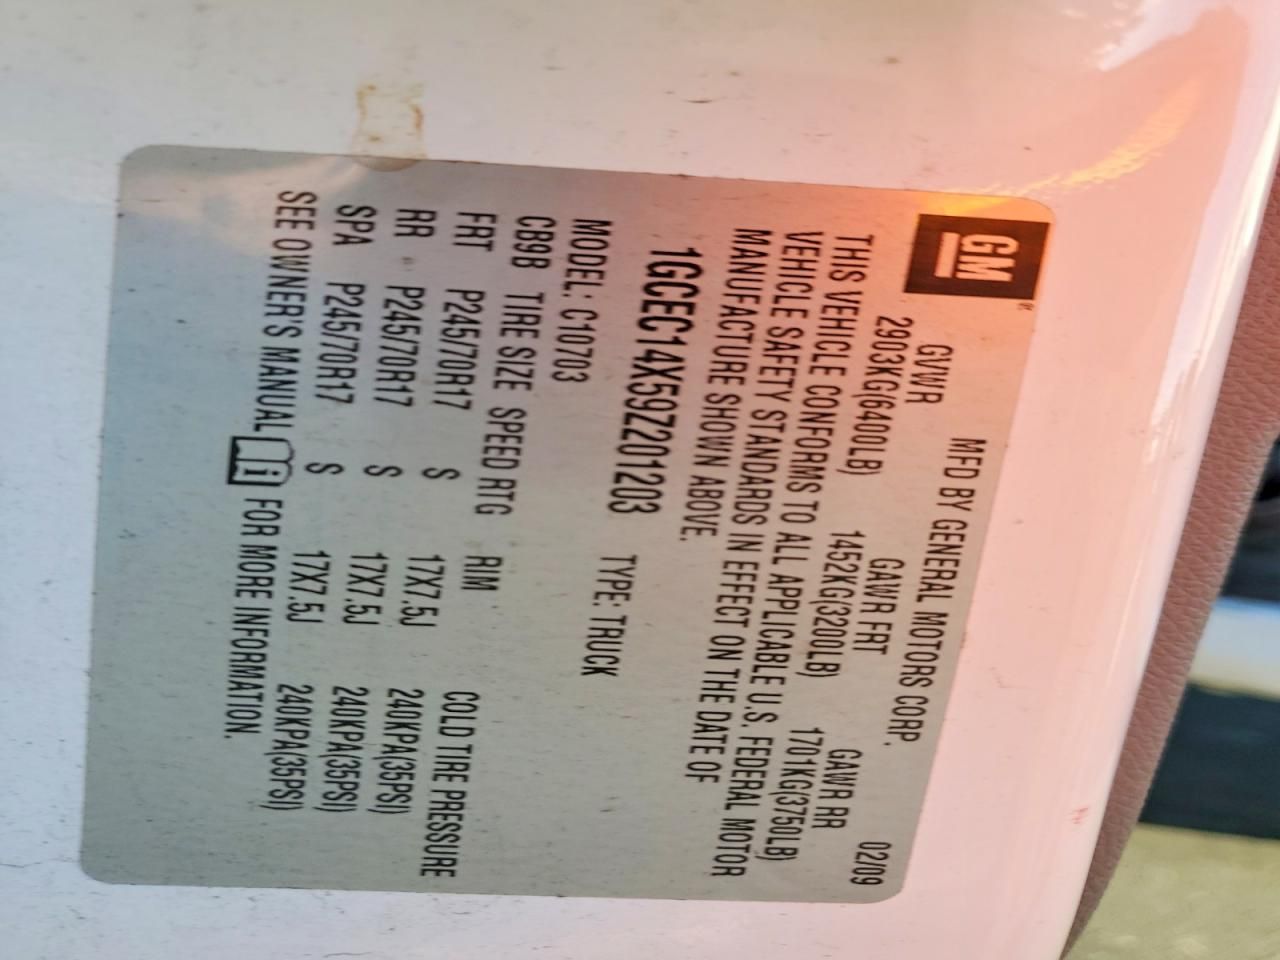 GM
MFD BY GENERAL MOTORS CORP. 02/09
GVWR GAWR FRT GAWR RR
2903KG(6400LB) 1452KG(3200LB) 1701KG(3750LB)
THIS VEHICLE CONFORMS TO ALL APPLICABLE U.S. FEDERAL MOTOR
VEHICLE SAFETY STANDARDS IN EFFECT ON THE DATE OF
MANUFACTURE SHOWN ABOVE.
1GCEC14X59Z201203 TYPE: TRUCK
MODEL: C10703
CB9B TIRE SIZE SPEED RTG RIM COLD TIRE PRESSURE
FRT P245/70R17 S 17X7.5J 240KPA(35PSI)
RR P245/70R17 S 17X7.5J 240KPA(35PSI)
SPA P245/70R17 S 17X7.5J 240KPA(35PSI)
SEE OWNER'S MANUAL i FOR MORE INFORMATION.